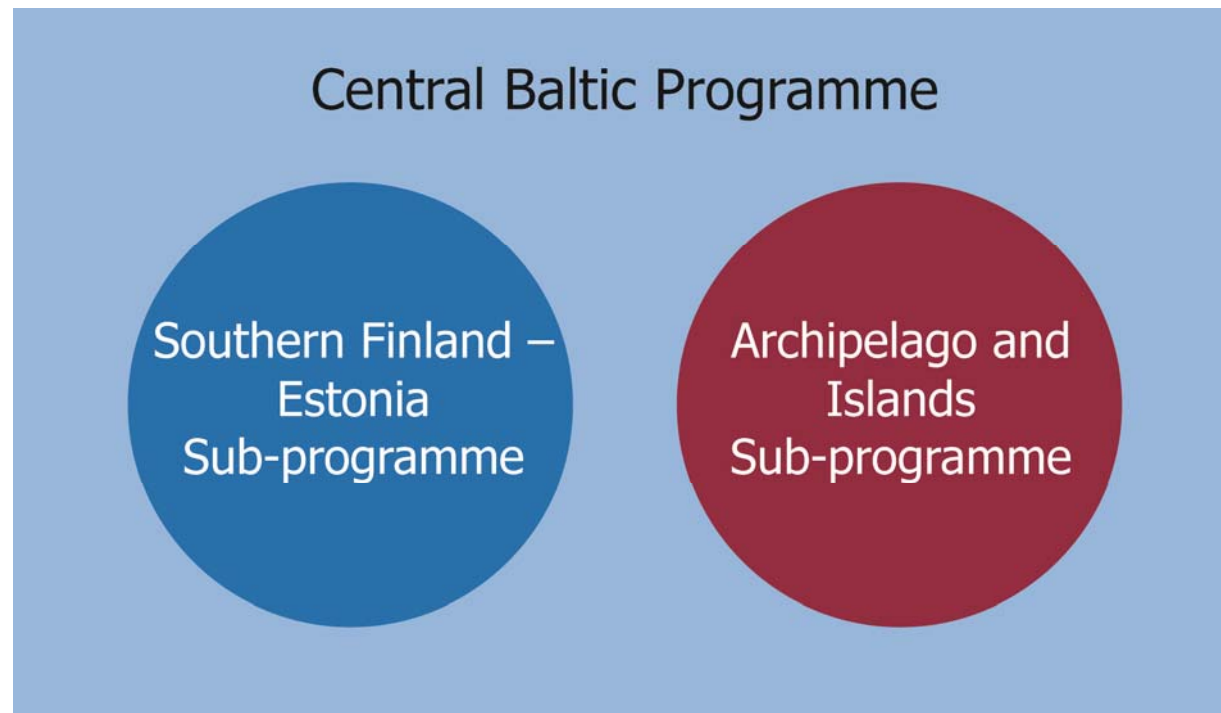 Central Baltic Programme
Southern Finland –
Estonia
Sub-programme
Archipelago and
Islands
Sub-programme